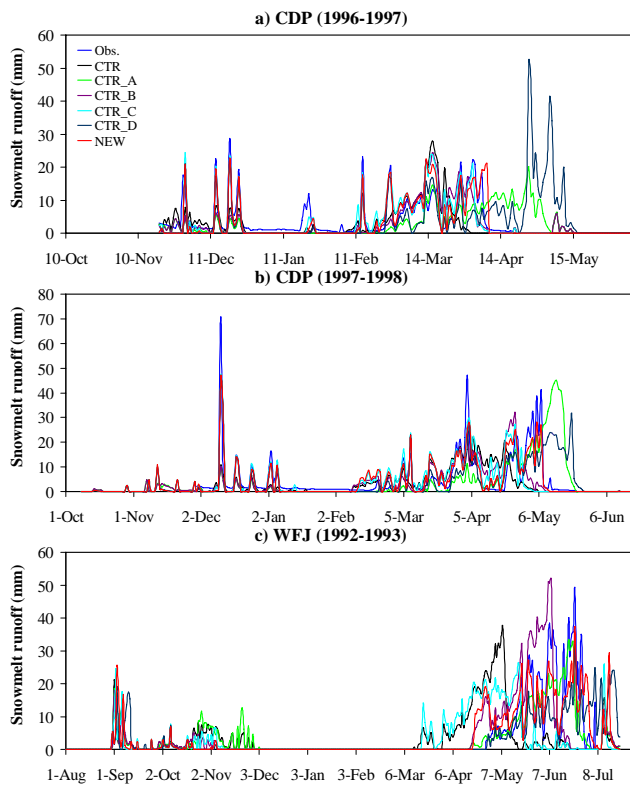 a) CDP (1996-1997)
Snowmelt runoff (mm)
60
50
40
30
20
10
0
Obs.
CTR
CTR_A
CTR_B
CTR_C
CTR_D
NEW
10-Oct 10-Nov 11-Dec 11-Jan 11-Feb 14-Mar 14-Apr 15-May
b) CDP (1997-1998)
Snowmelt runoff (mm)
80
70
60
50
40
30
20
10
0
1-Oct 1-Nov 2-Dec 2-Jan 2-Feb 5-Mar 5-Apr 6-May 6-Jun
c) WFJ (1992-1993)
Snowmelt runoff (mm)
60
50
40
30
20
10
0
1-Aug 1-Sep 2-Oct 2-Nov 3-Dec 3-Jan 3-Feb 6-Mar 6-Apr 7-May 7-Jun 8-Jul